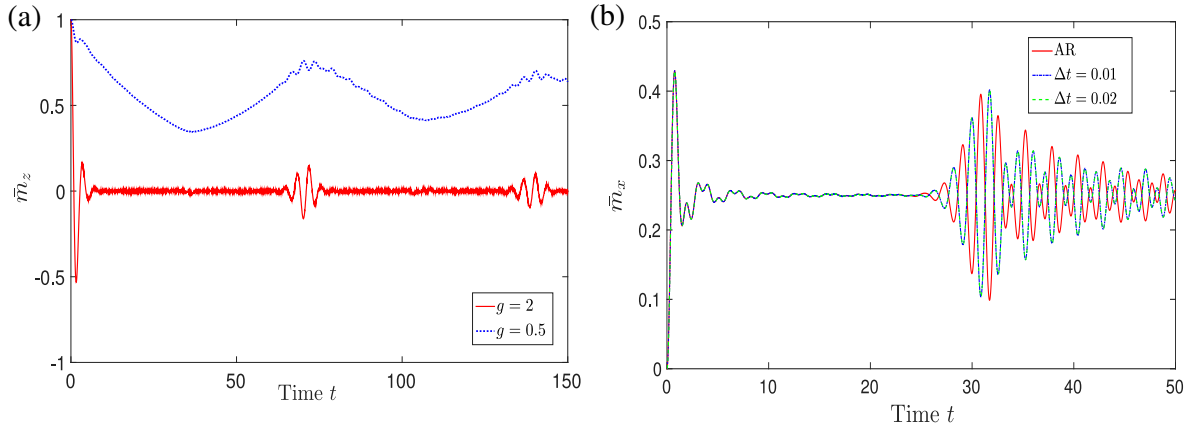 (a)
1
0.5
0
-0.5
-1
m̄_z
0 50 100 150
Time t
g = 2
g = 0.5
(b)
0.5
0.4
0.3
0.2
0.1
0
m̄_x
0 10 20 30 40 50
Time t
AR
Δt = 0.01
Δt = 0.02